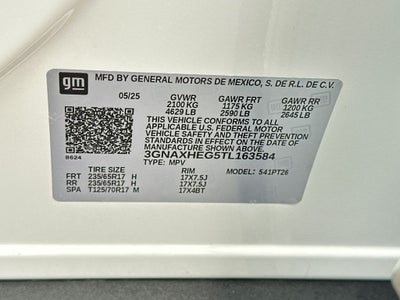 gm MFD BY GENERAL MOTORS DE MEXICO, S. DE R.L. DE C.V.
05/25 GVWR GAWR FRT GAWR RR
2100 KG 1175 KG 1200 KG
4629 LB 2590 LB 2645 LB
THIS VEHICLE CONFORMS TO ALL
APPLICABLE U.S. FEDERAL MOTOR
VEHICLE SAFETY AND THEFT PREVENTION
STANDARDS IN EFFECT ON THE DATE OF
MANUFACTURE SHOWN ABOVE.
3GNAXHEG5TL163584
B624 TYPE: MPV MODEL: 541PT26
TIRE SIZE RIM
FRT 235/65R17 H 17X7.5J
RR 235/65R17 H 17X7.5J
SPA T125/70R17 M 17X4BT